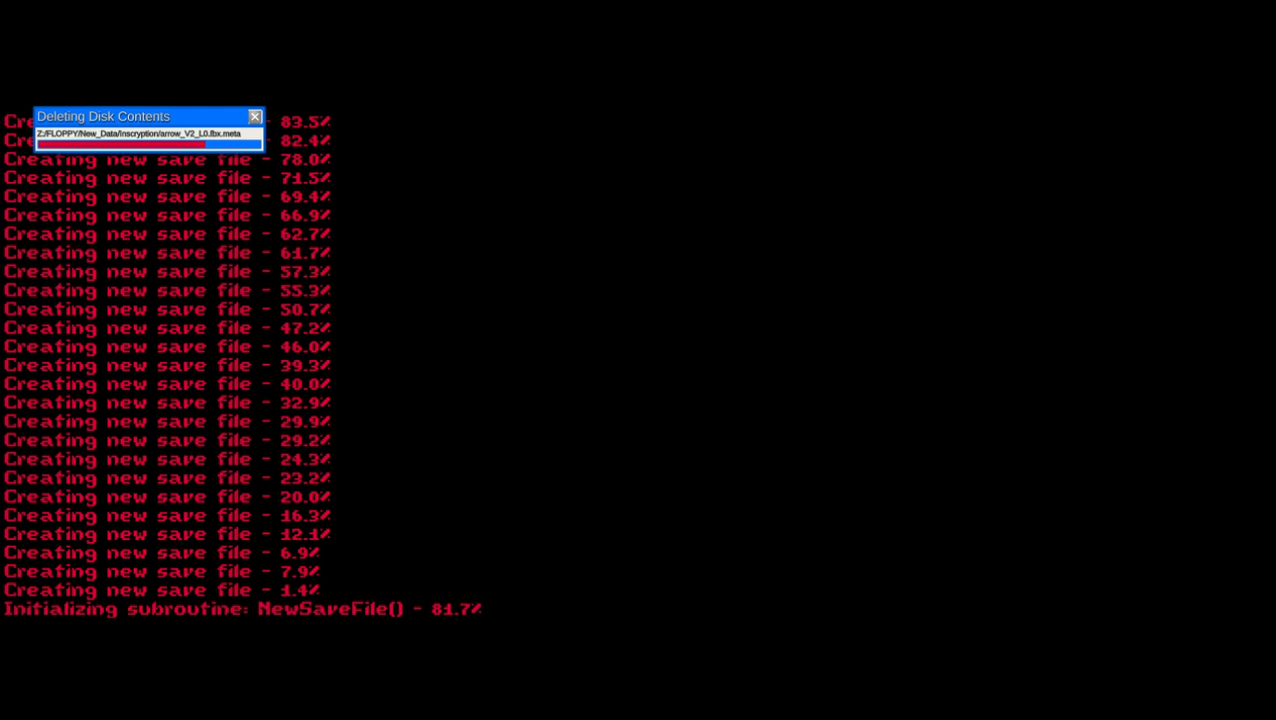 Deleting Disk Contents
Z:/FLOPPY/New_Data/Inscryption/arrow_V2_L0.fbx.meta
Cre - 83.5%
Cre - 82.4%
Creating new save file - 78.0%
Creating new save file - 71.5%
Creating new save file - 69.4%
Creating new save file - 66.9%
Creating new save file - 62.7%
Creating new save file - 61.7%
Creating new save file - 57.3%
Creating new save file - 55.3%
Creating new save file - 50.7%
Creating new save file - 47.2%
Creating new save file - 46.0%
Creating new save file - 39.3%
Creating new save file - 40.0%
Creating new save file - 32.9%
Creating new save file - 29.9%
Creating new save file - 29.2%
Creating new save file - 24.3%
Creating new save file - 23.2%
Creating new save file - 20.0%
Creating new save file - 16.3%
Creating new save file - 12.1%
Creating new save file - 6.9%
Creating new save file - 7.9%
Creating new save file - 1.4%
Initializing subroutine: NewSaveFile() - 81.7%